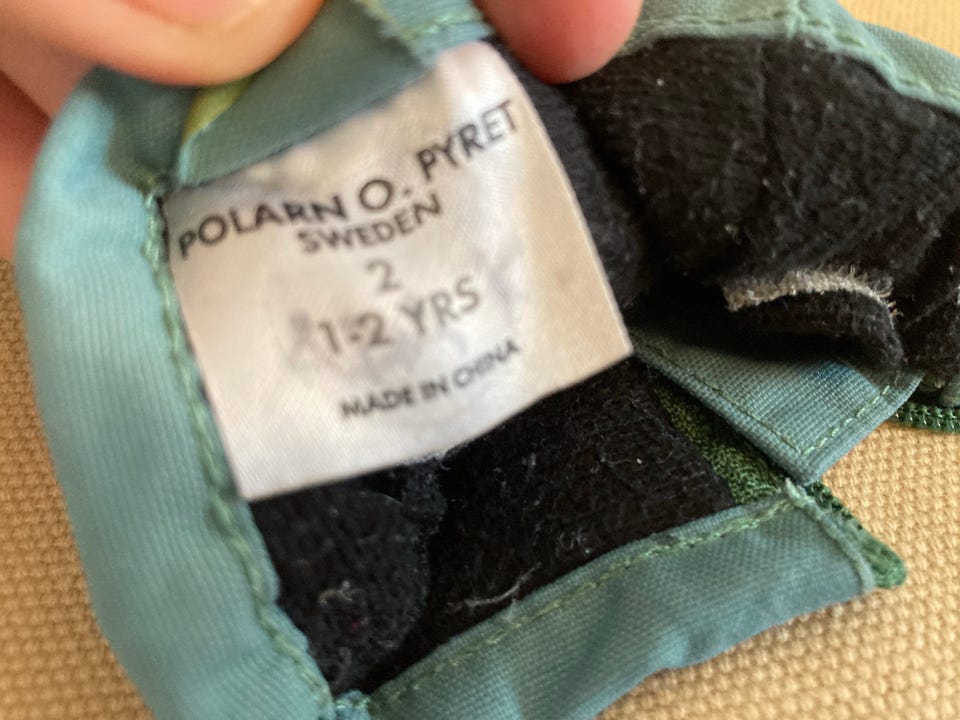 POLARN O. PYRET
SWEDEN
2
1-2 YRS
MADE IN CHINA